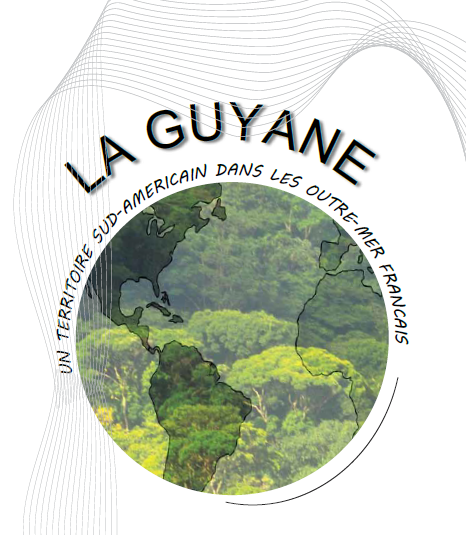 LA GUYANE
UN TERRITOIRE SUD-AMERICAIN DANS LES OUTRE-MER FRANCAIS